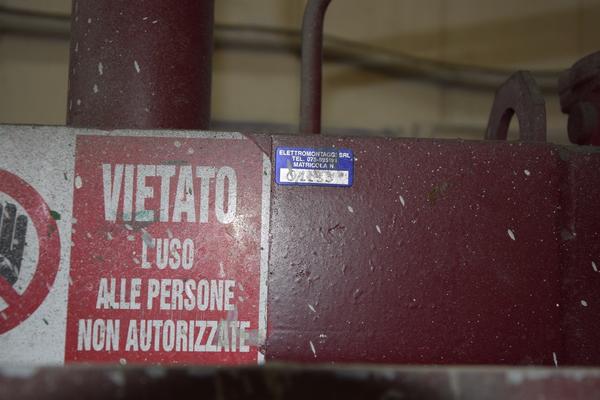 VIETATO
L'USO
ALLE PERSONE
NON AUTORIZZATE
ELETTROMONTAGGI SRL
MATRICOLA N.